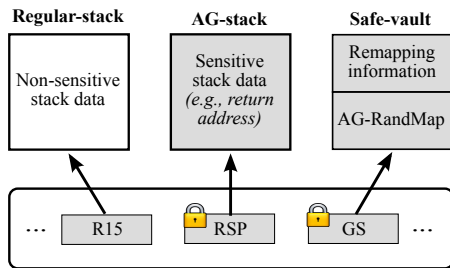 Regular-stack
AG-stack
Safe-vault
Non-sensitive
stack data
Sensitive
stack data
(e.g., return
address)
Remapping
information
AG-RandMap
... R15 RSP GS ...